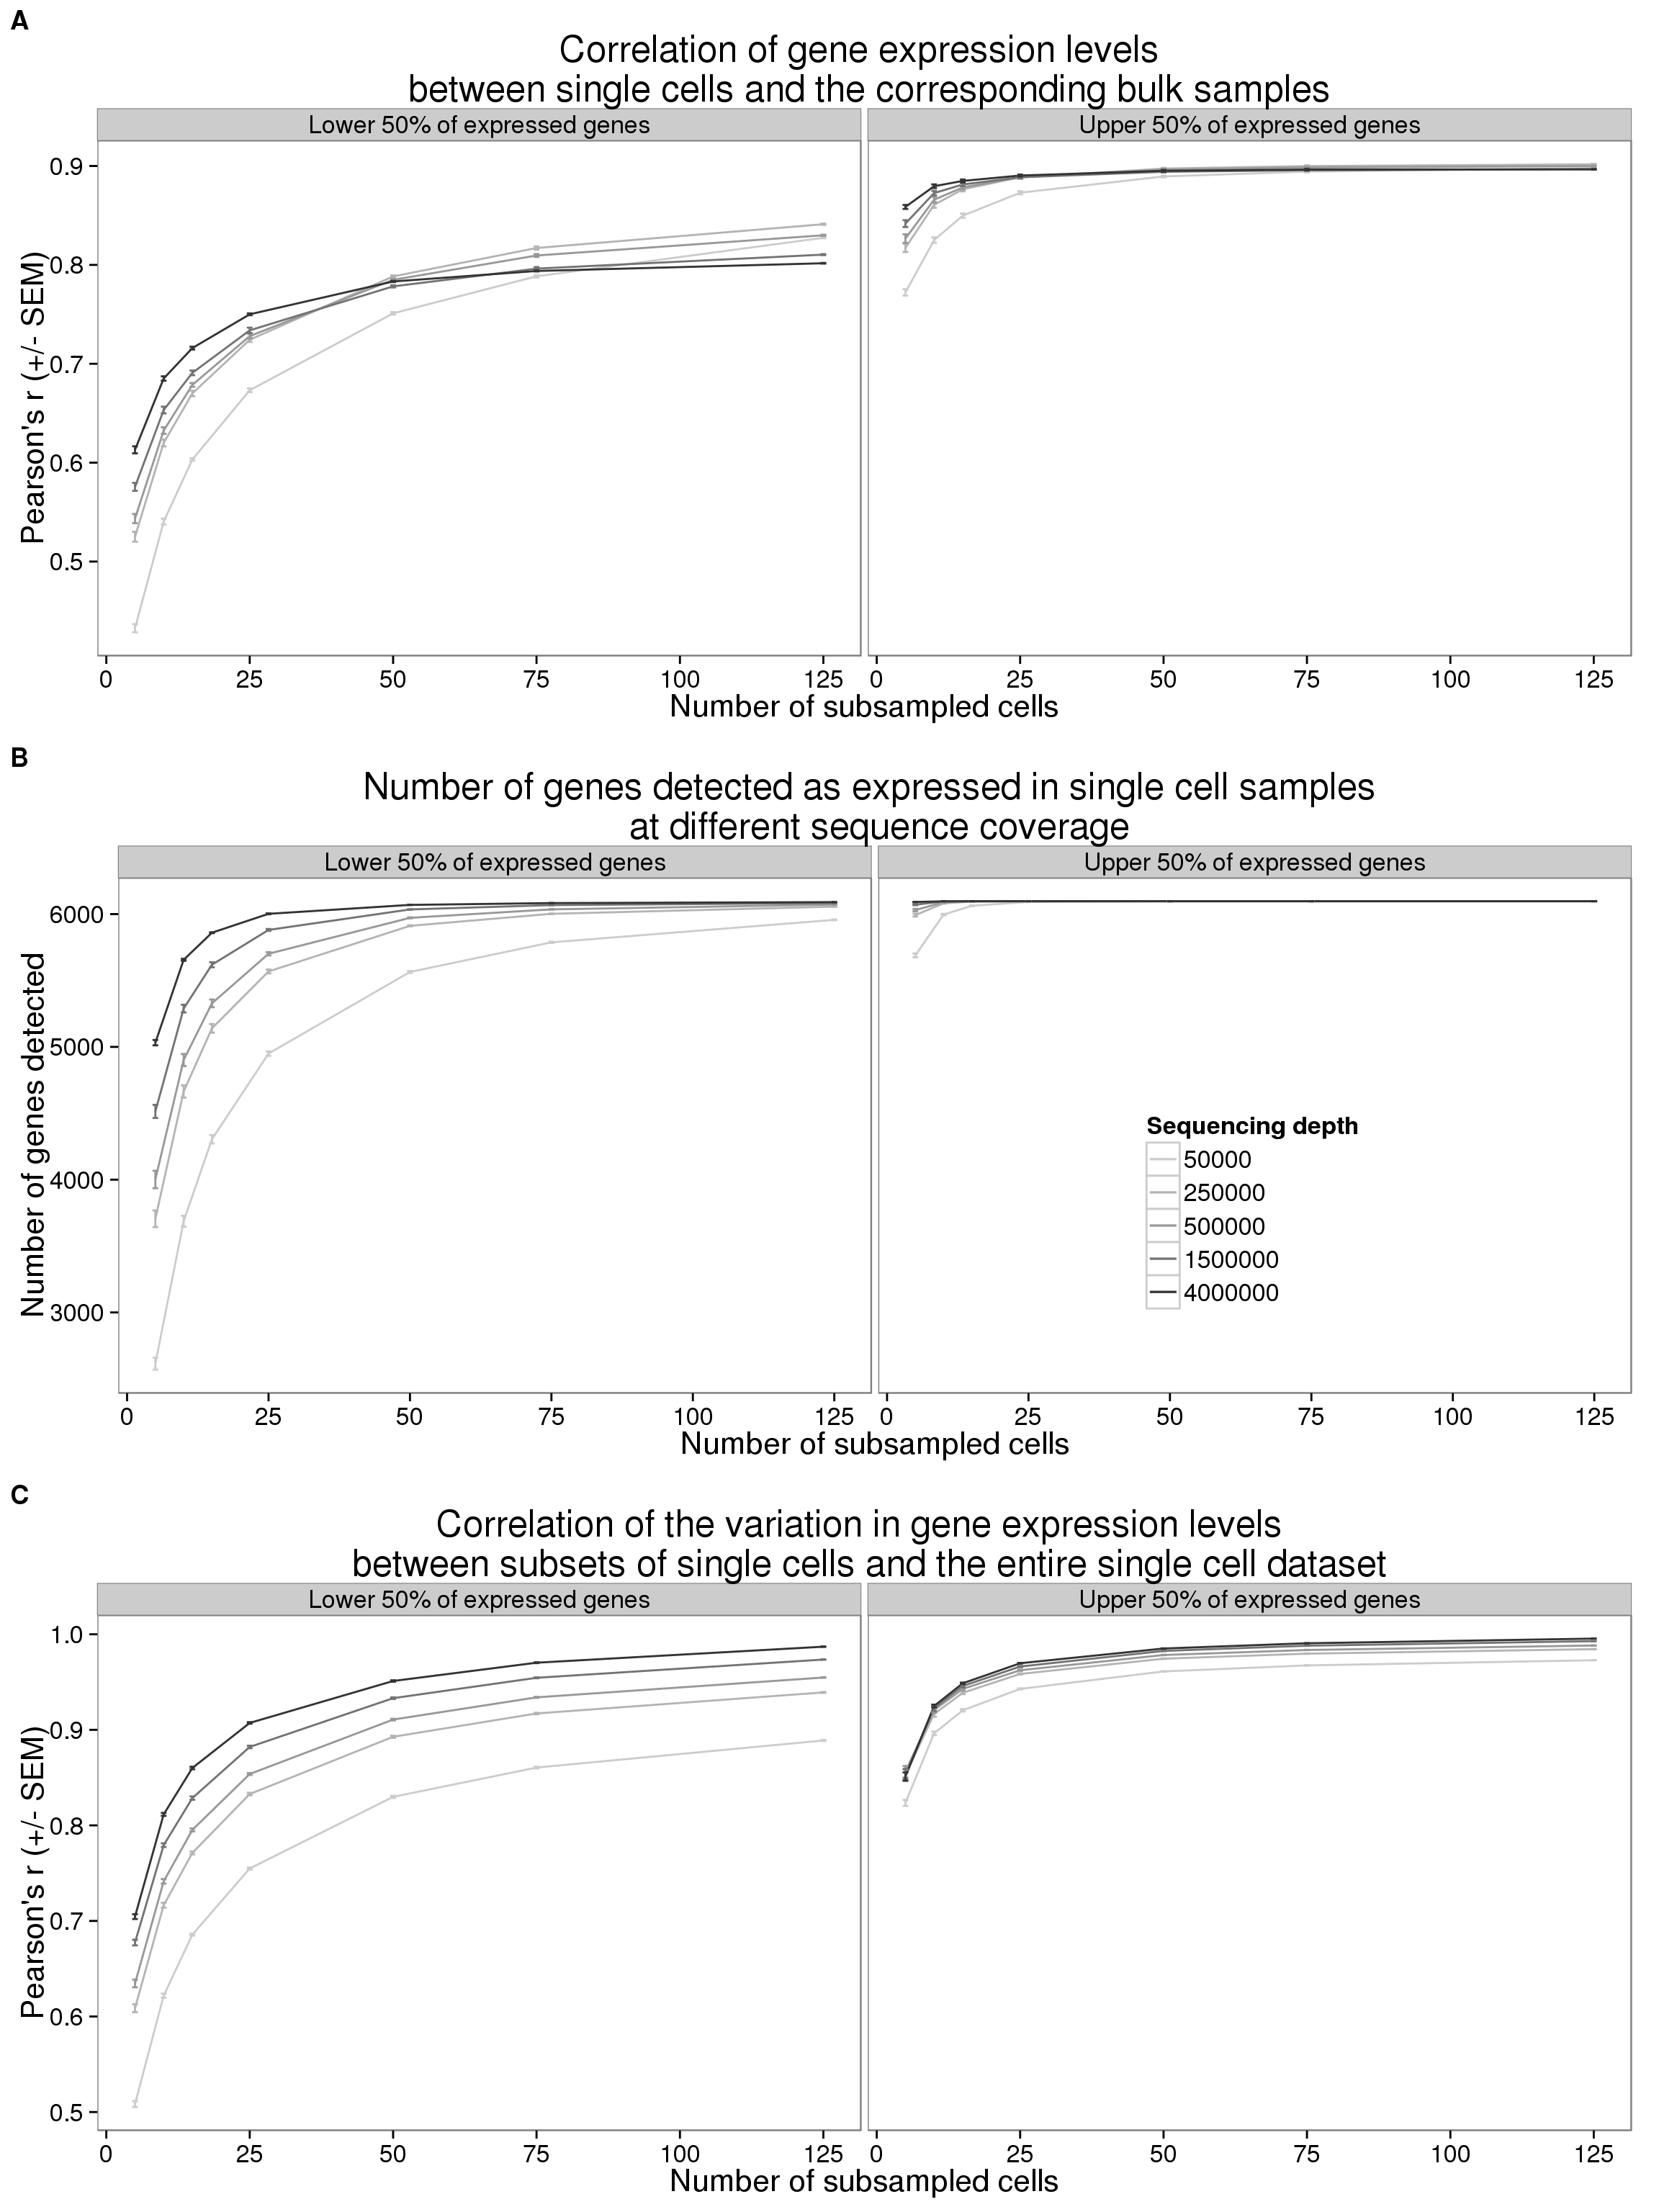 A
Correlation of gene expression levels
between single cells and the corresponding bulk samples
Lower 50% of expressed genes
Upper 50% of expressed genes
Pearson's r (+/- SEM)
0.9
0.8
0.7
0.6
0.5
0 25 50 75 100 125
0 25 50 75 100 125
Number of subsampled cells
B
Number of genes detected as expressed in single cell samples
at different sequence coverage
Lower 50% of expressed genes
Upper 50% of expressed genes
Number of genes detected
6000
5000
4000
3000
Sequencing depth
50000
250000
500000
1500000
4000000
0 25 50 75 100 125
0 25 50 75 100 125
Number of subsampled cells
C
Correlation of the variation in gene expression levels
between subsets of single cells and the entire single cell dataset
Lower 50% of expressed genes
Upper 50% of expressed genes
Pearson's r (+/- SEM)
1.0
0.9
0.8
0.7
0.6
0.5
0 25 50 75 100 125
0 25 50 75 100 125
Number of subsampled cells